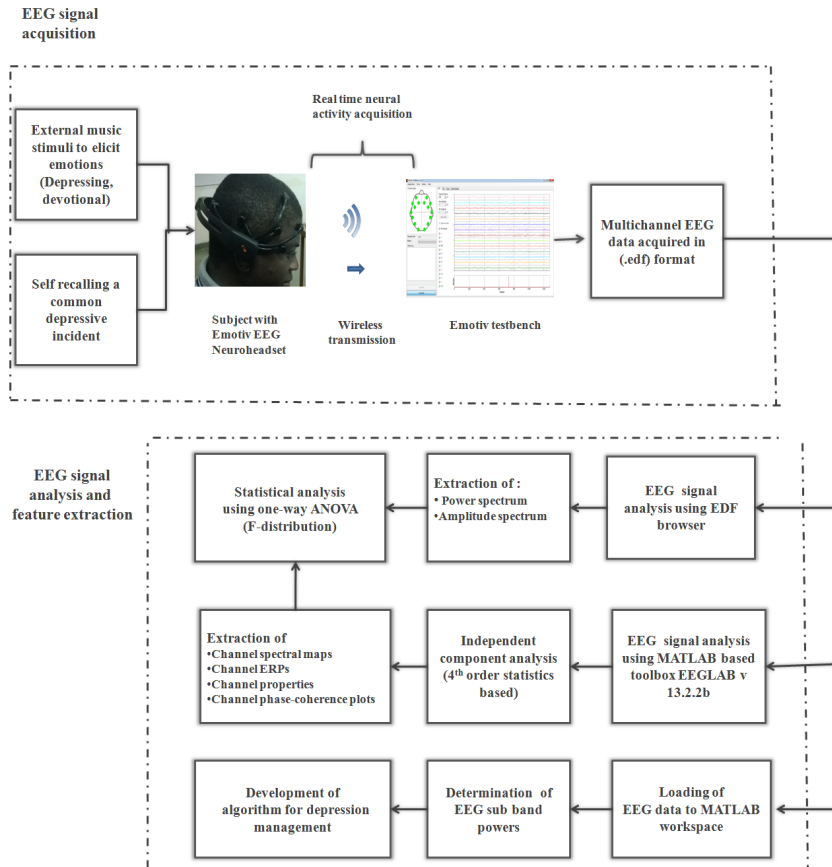 EEG signal
acquisition
Real time neural
activity acquisition
External music
stimuli to elicit
emotions
(Depressing,
devotional)
Self recalling a
common
depressive
incident
Subject with
Emotiv EEG
Neuroheadset
Wireless
transmission
Emotiv testbench
Multichannel EEG
data acquired in
(.edf) format
EEG signal
analysis and
feature extraction
Statistical analysis
using one-way ANOVA
(F-distribution)
Extraction of :
• Power spectrum
•Amplitude spectrum
EEG signal
analysis using EDF
browser
Extraction of
•Channel spectral maps
•Channel ERPs
•Channel properties
•Channel phase-coherence plots
Independent
component analysis
(4th order statistics
based)
EEG signal analysis
using MATLAB based
toolbox EEGLAB v
13.2.2b
Development of
algorithm for depression
management
Determination of
EEG sub band
powers
Loading of
EEG data to MATLAB
workspace